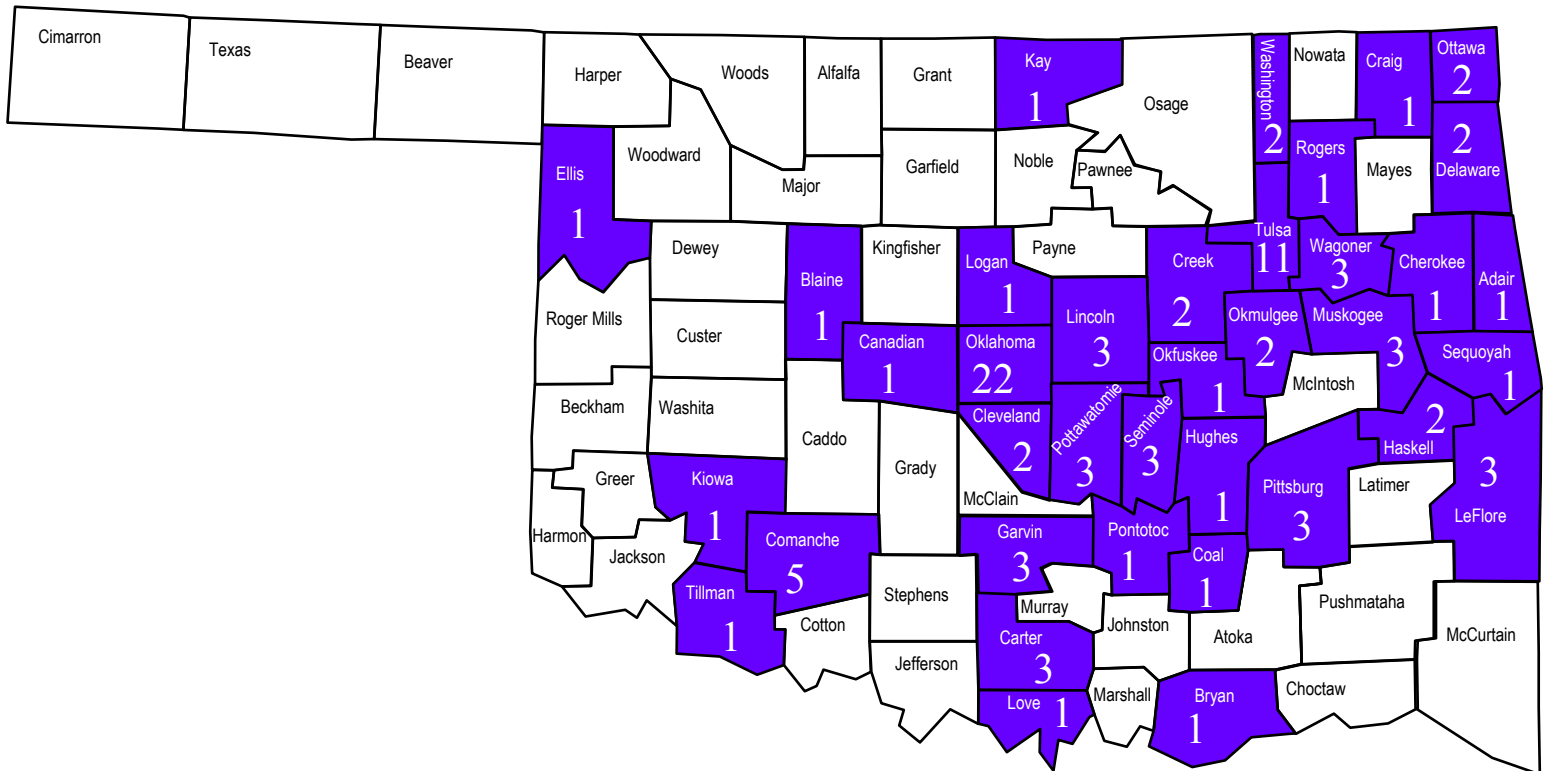 Cimarron
Texas
Beaver
Harper
Woods
Alfalfa
Grant
Kay
1
Osage
Washington
2
Nowata
Craig
1
Ottawa
2
Ellis
1
Woodward
Major
Garfield
Noble
Pawnee
Rogers
1
Mayes
2
Delaware
Dewey
Blaine
1
Kingfisher
Logan
1
Payne
Creek
2
Tulsa
11
Wagoner
3
Cherokee
1
Adair
1
Roger Mills
Custer
Canadian
1
Oklahoma
22
Lincoln
3
Okfuskee
1
Okmulgee
2
Muskogee
3
Sequoyah
1
Beckham
Washita
Caddo
Grady
Cleveland
2
McClain
Pottawatomie
3
Seminole
3
Hughes
1
McIntosh
2
Haskell
Pittsburg
3
Latimer
3
LeFlore
Greer
Harmon
Kiowa
1
Jackson
Comanche
5
Tillman
1
Cotton
Stephens
Garvin
3
Pontotoc
1
Coal
1
Murray
Johnston
Atoka
Pushmataha
McCurtain
Jefferson
Carter
3
Love
1
Marshall
Bryan
1
Choctaw